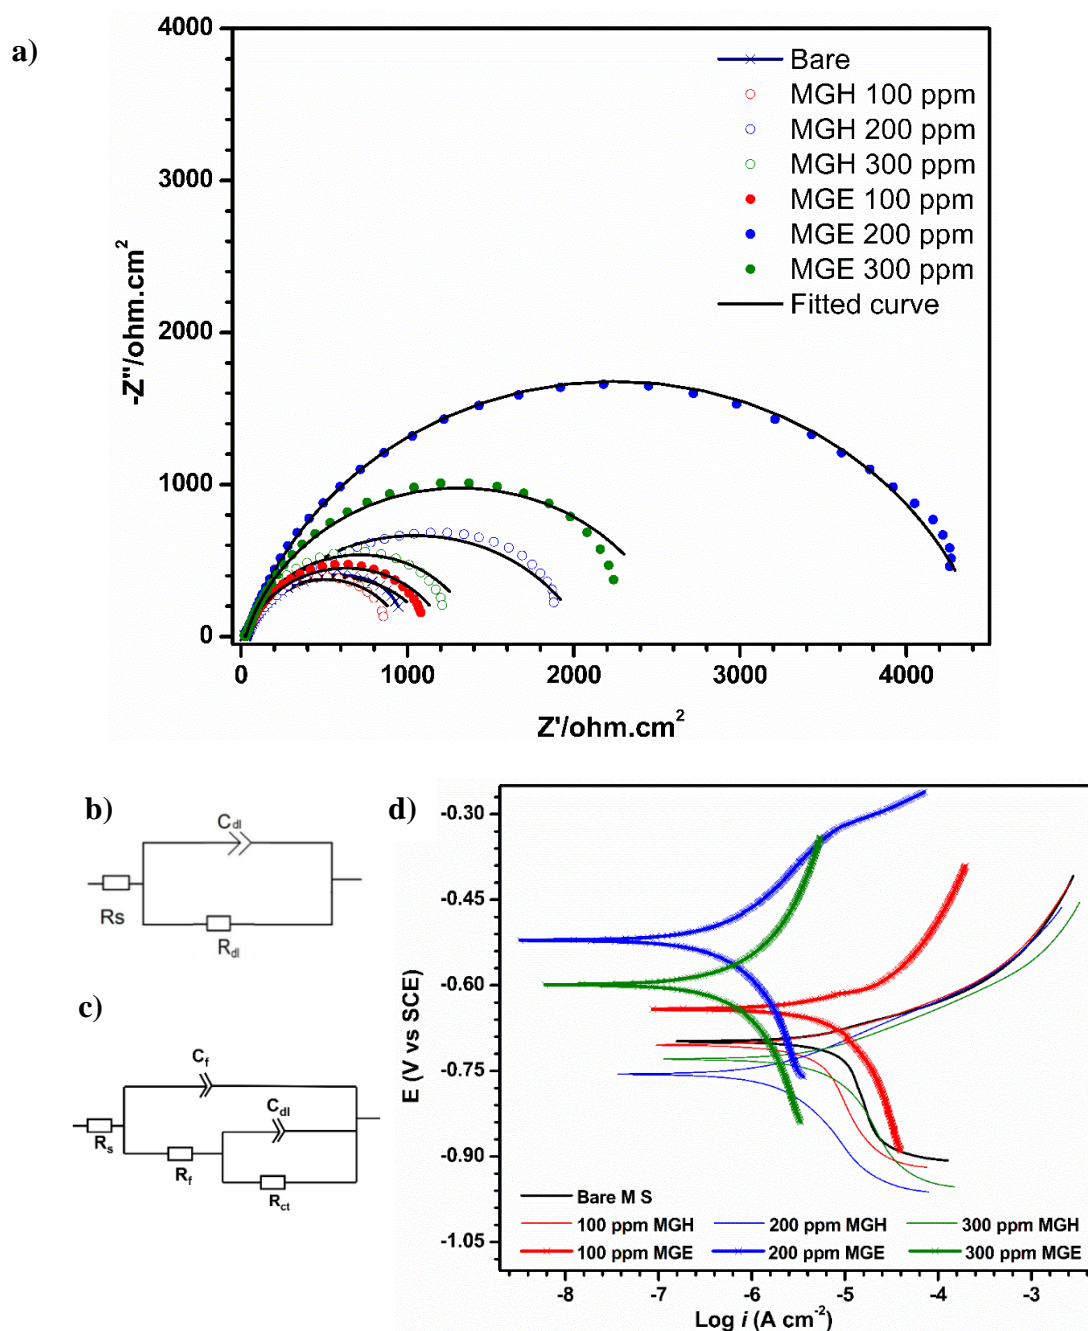 a)
4000
3000
2000
1000
0
-Z''/ohm.cm²
Bare
MGH 100 ppm
MGH 200 ppm
MGH 300 ppm
MGE 100 ppm
MGE 200 ppm
MGE 300 ppm
Fitted curve
0 1000 2000 3000 4000
Z'/ohm.cm²
b)
Cdl
Rs
Rdl
c)
Cf
Cdl
Rs
Rf
Rct
d)
-0.30
-0.45
-0.60
-0.75
-0.90
-1.05
E (V vs SCE)
Bare M S
100 ppm MGH 200 ppm MGH 300 ppm MGH
100 ppm MGE 200 ppm MGE 300 ppm MGE
-8 -7 -6 -5 -4 -3
Log i (A cm⁻²)